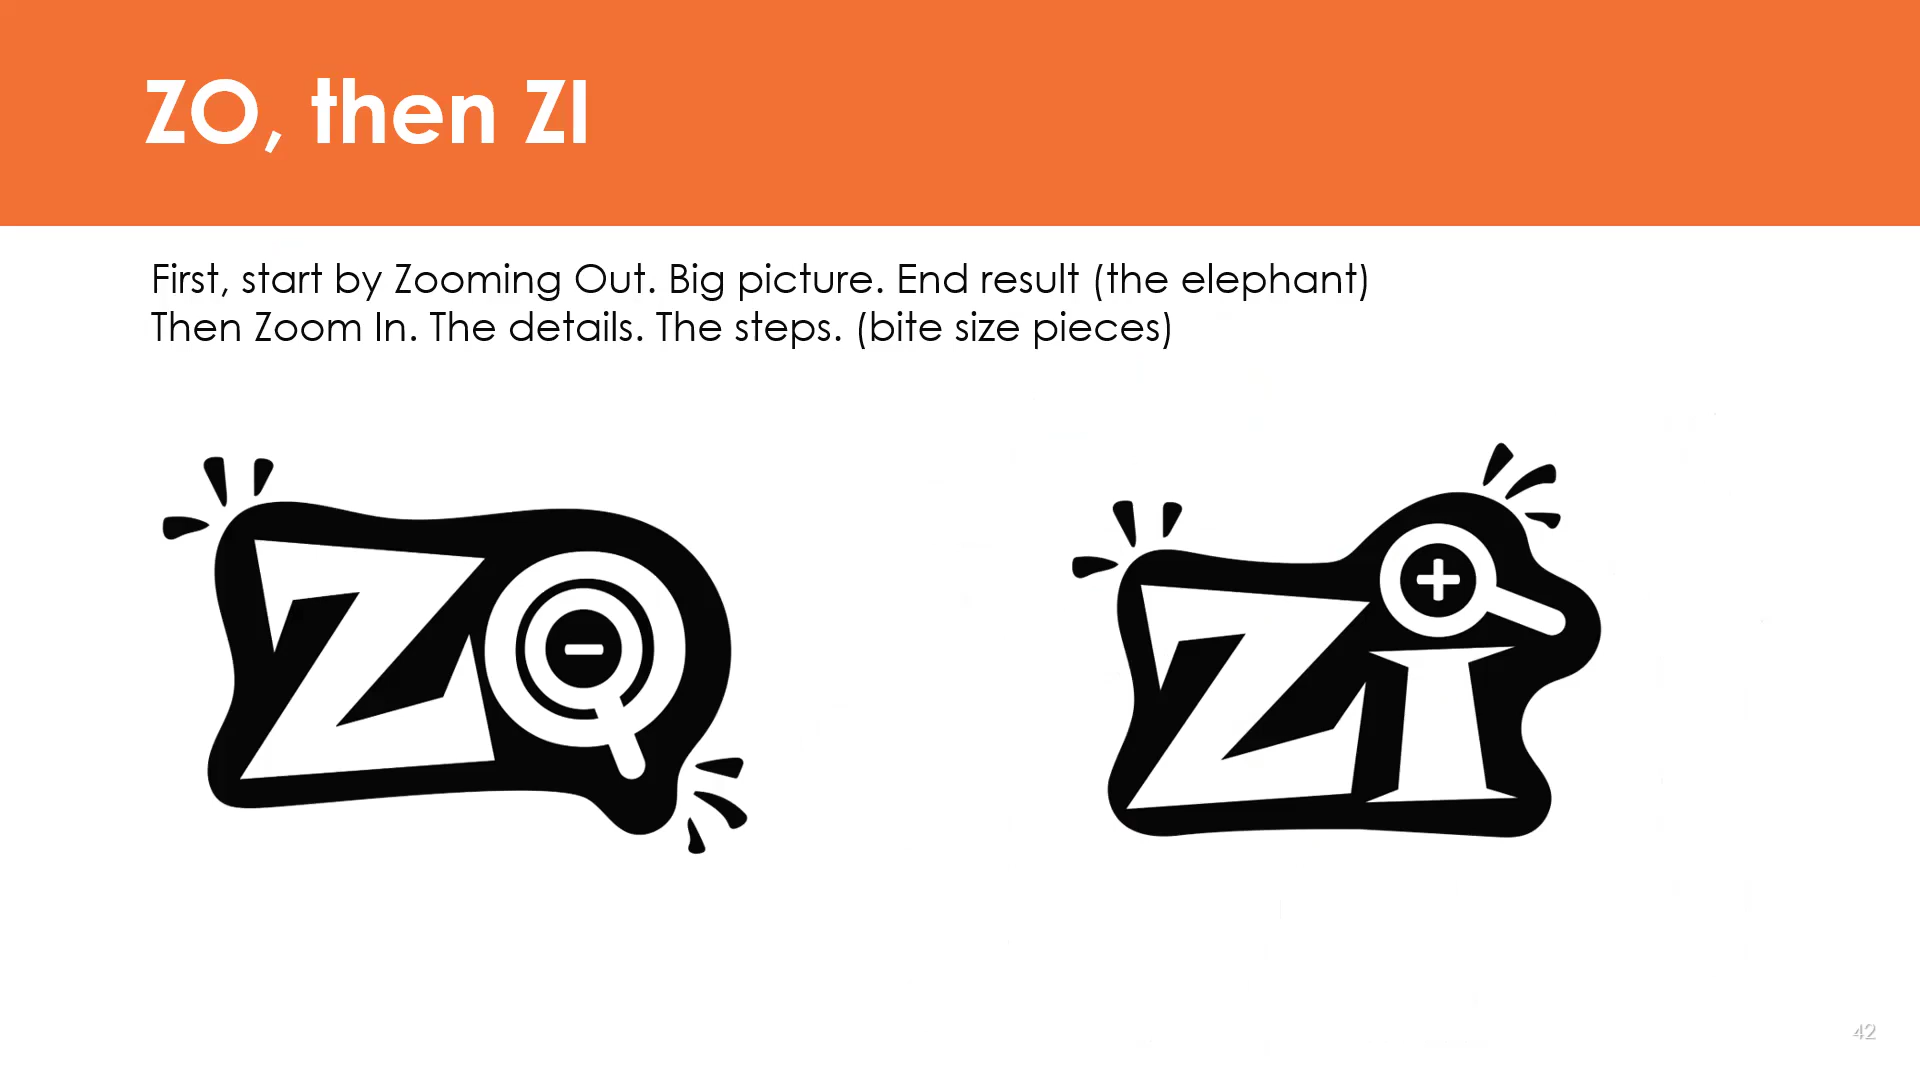 ZO, then ZI
First, start by Zooming Out. Big picture. End result (the elephant)
Then Zoom In. The details. The steps. (bite size pieces)
ZO
ZI
42